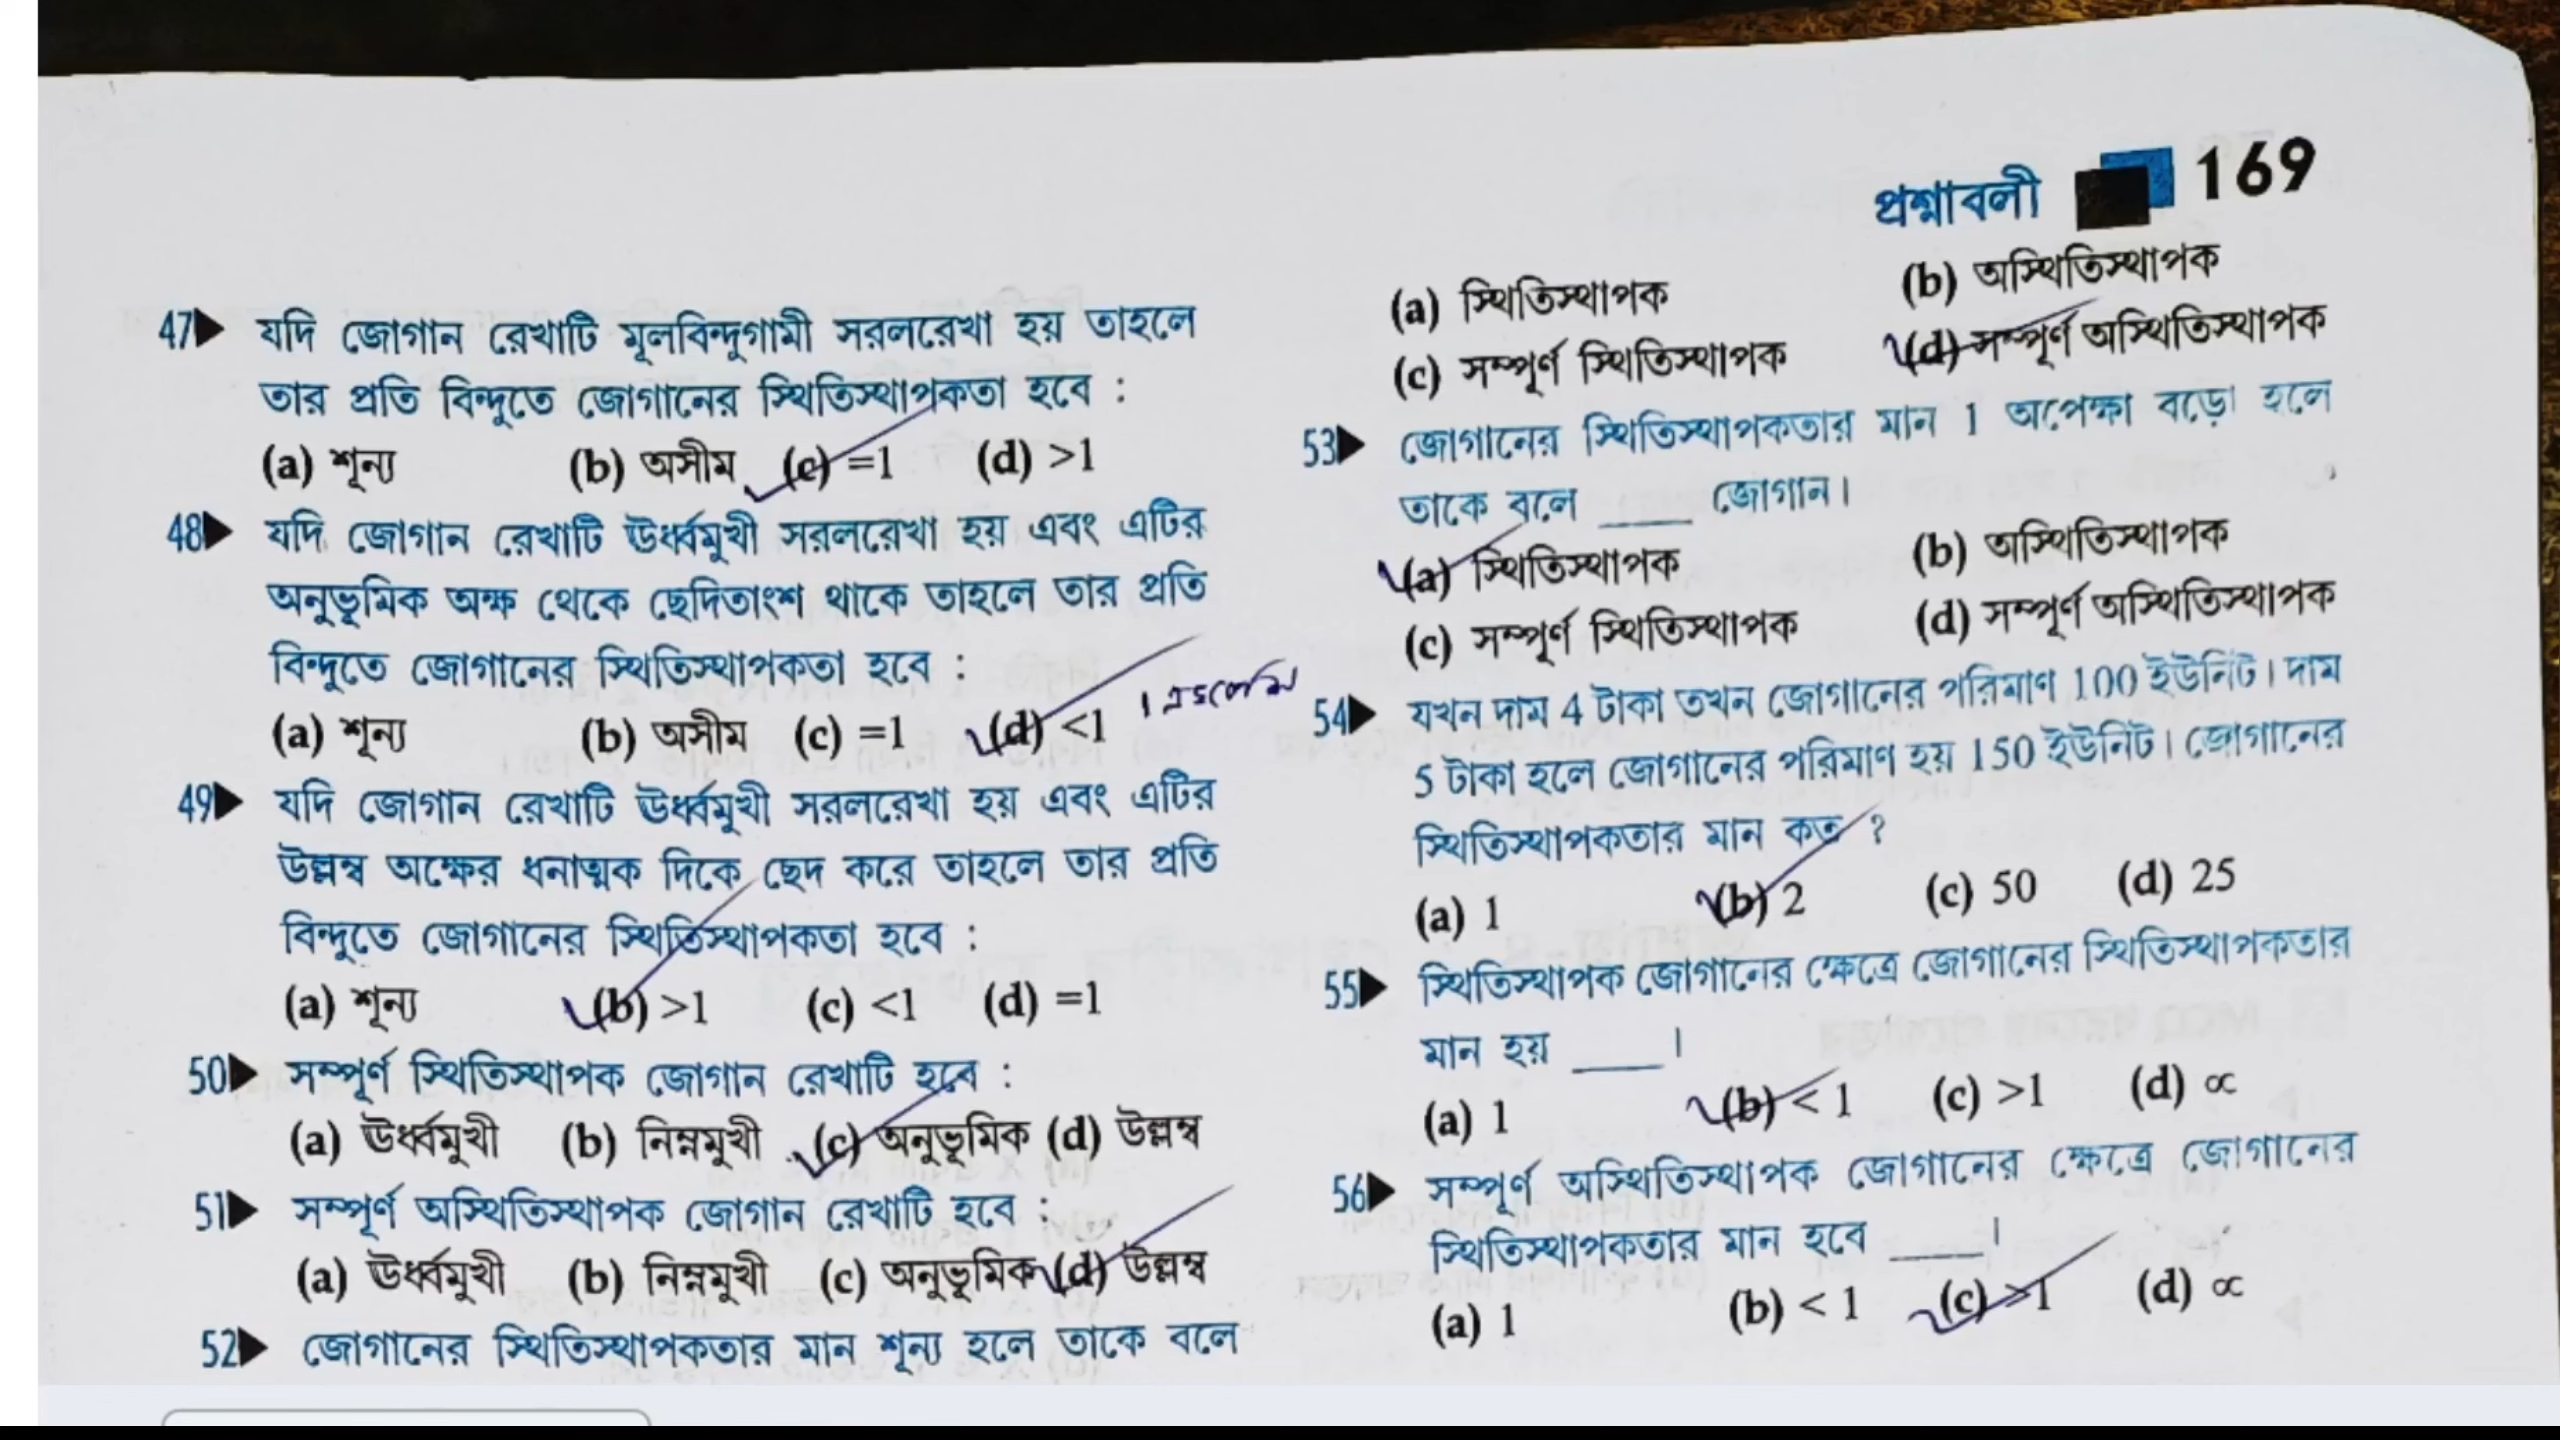 প্রশ্নাবলী 169
47▶ যদি জোগান রেখাটি মূলবিন্দুগামী সরলরেখা হয় তাহলে
তার প্রতি বিন্দুতে জোগানের স্থিতিস্থাপকতা হবে :
(a) শূন্য (b) অসীম (c) =1 (d) >1
48▶ যদি জোগান রেখাটি ঊর্ধ্বমুখী সরলরেখা হয় এবং এটির
অনুভূমিক অক্ষ থেকে ছেদিতাংশ থাকে তাহলে তার প্রতি
বিন্দুতে জোগানের স্থিতিস্থাপকতা হবে :
(a) শূন্য (b) অসীম (c) =1 (d) <1
49▶ যদি জোগান রেখাটি ঊর্ধ্বমুখী সরলরেখা হয় এবং এটির
উল্লম্ব অক্ষের ধনাত্মক দিকে ছেদ করে তাহলে তার প্রতি
বিন্দুতে জোগানের স্থিতিস্থাপকতা হবে :
(a) শূন্য (b) >1 (c) <1 (d) =1
50▶ সম্পূর্ণ স্থিতিস্থাপক জোগান রেখাটি হবে :
(a) ঊর্ধ্বমুখী (b) নিম্নমুখী (c) অনুভূমিক (d) উল্লম্ব
51▶ সম্পূর্ণ অস্থিতিস্থাপক জোগান রেখাটি হবে :
(a) ঊর্ধ্বমুখী (b) নিম্নমুখী (c) অনুভূমিক (d) উল্লম্ব
52▶ জোগানের স্থিতিস্থাপকতার মান শূন্য হলে তাকে বলে
(a) স্থিতিস্থাপক (b) অস্থিতিস্থাপক
(c) সম্পূর্ণ স্থিতিস্থাপক (d) সম্পূর্ণ অস্থিতিস্থাপক
53▶ জোগানের স্থিতিস্থাপকতার মান 1 অপেক্ষা বড়ো হলে
তাকে বলে ____ জোগান।
(a) স্থিতিস্থাপক (b) অস্থিতিস্থাপক
(c) সম্পূর্ণ স্থিতিস্থাপক (d) সম্পূর্ণ অস্থিতিস্থাপক
54▶ যখন দাম 4 টাকা তখন জোগানের পরিমাণ 100 ইউনিট। দাম
5 টাকা হলে জোগানের পরিমাণ হয় 150 ইউনিট। জোগানের
স্থিতিস্থাপকতার মান কত ?
(a) 1 (b) 2 (c) 50 (d) 25
55▶ স্থিতিস্থাপক জোগানের ক্ষেত্রে জোগানের স্থিতিস্থাপকতার
মান হয় ____।
(a) 1 (b) < 1 (c) >1 (d) ∝
56▶ সম্পূর্ণ অস্থিতিস্থাপক জোগানের ক্ষেত্রে জোগানের
স্থিতিস্থাপকতার মান হবে ____।
(a) 1 (b) < 1 (c) >1 (d) ∝